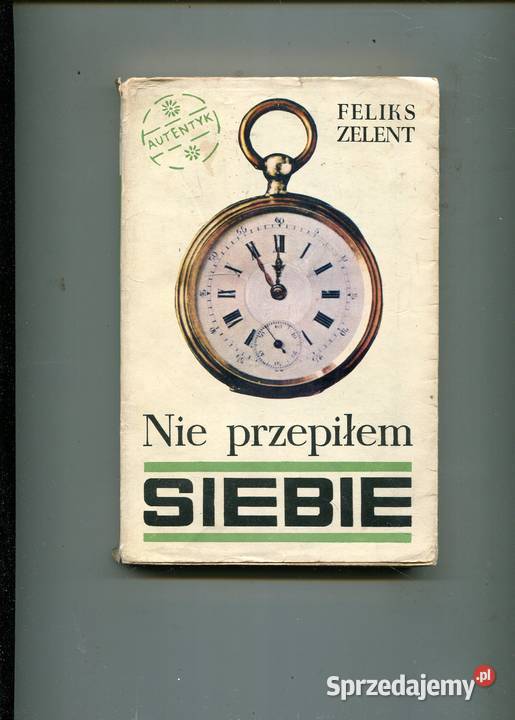 AUTENTYK
FELIKS
ZELENT
Nie przepiłem
SIEBIE
Sprzedajemy.pl